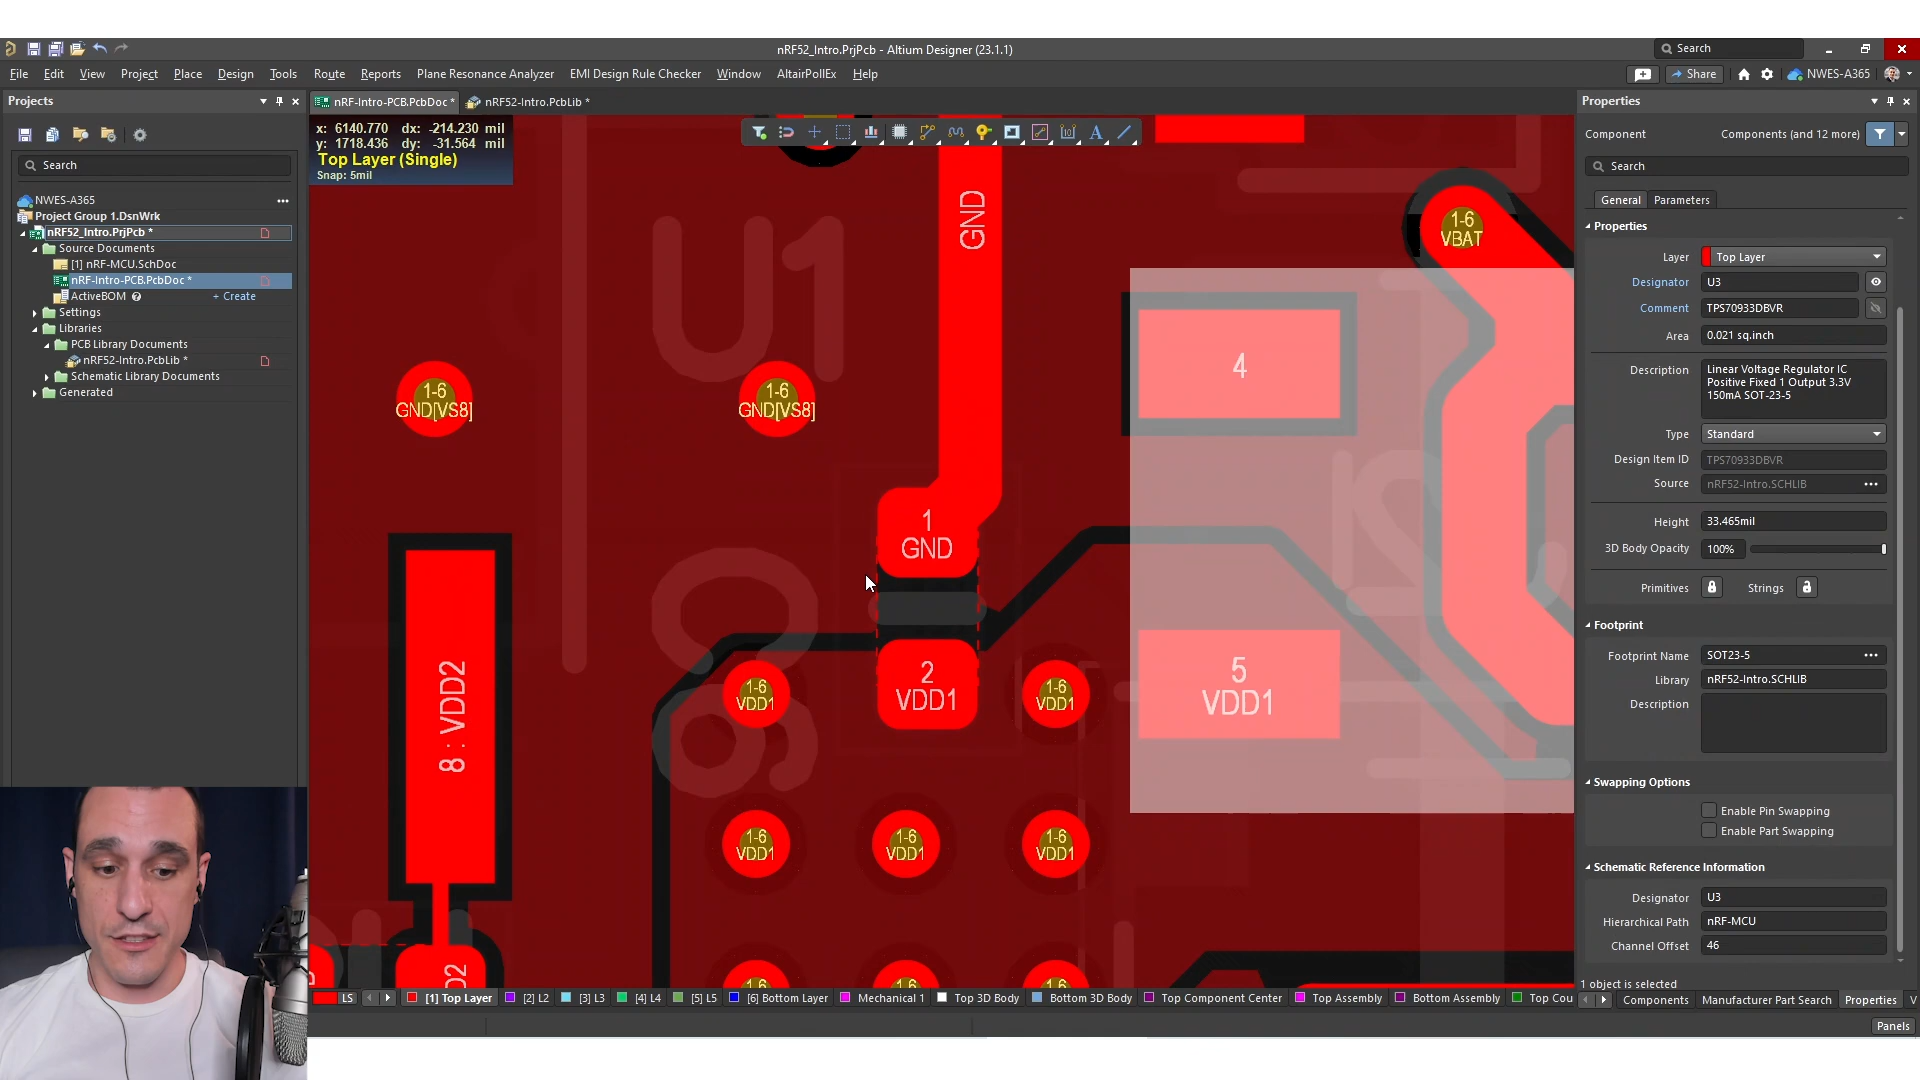 nRF52_Intro.PrjPcb - Altium Designer (23.1.1)
Search
File Edit View Project Place Design Tools Route Reports Plane Resonance Analyzer EMI Design Rule Checker Window AltairPollEx Help
Share
NWES-A365
Projects
nRF-Intro-PCB.PcbDoc *
nRF52-Intro.PcbLib *
Search
NWES-A365
Project Group 1.DsnWrk
nRF52_Intro.PrjPcb *
Source Documents
[1] nRF-MCU.SchDoc
nRF-Intro-PCB.PcbDoc *
ActiveBOM
+ Create
Settings
Libraries
PCB Library Documents
nRF52-Intro.PcbLib *
Schematic Library Documents
Generated
x: 6140.770 dx: -214.230 mil
y: 1718.436 dy: -31.564 mil
Top Layer (Single)
Snap: 5mil
U1
GND
1-6
VBAT
1-6
GND[VS8]
1-6
GND[VS8]
4
1
GND
2
VDD1
1-6
VDD1
1-6
VDD1
5
VDD1
8 : VDD2
1-6
VDD1
1-6
VDD1
1-6
VDD1
1-6
1-6
1-6
LS
[1] Top Layer
[2] L2
[3] L3
[4] L4
[5] L5
[6] Bottom Layer
Mechanical 1
Top 3D Body
Bottom 3D Body
Top Component Center
Top Assembly
Bottom Assembly
Top Cou
Properties
Component
Components (and 12 more)
Search
General
Parameters
Properties
Layer
Top Layer
Designator
U3
Comment
TPS70933DBVR
Area
0.021 sq.inch
Description
Linear Voltage Regulator IC
Positive Fixed 1 Output 3.3V
150mA SOT-23-5
Type
Standard
Design Item ID
TPS70933DBVR
Source
nRF52-Intro.SCHLIB
Height
33.465mil
3D Body Opacity
100%
Primitives
Strings
Footprint
Footprint Name
SOT23-5
Library
nRF52-Intro.SCHLIB
Description
Swapping Options
Enable Pin Swapping
Enable Part Swapping
Schematic Reference Information
Designator
U3
Hierarchical Path
nRF-MCU
Channel Offset
46
1 object is selected
Components
Manufacturer Part Search
Properties
V
Panels